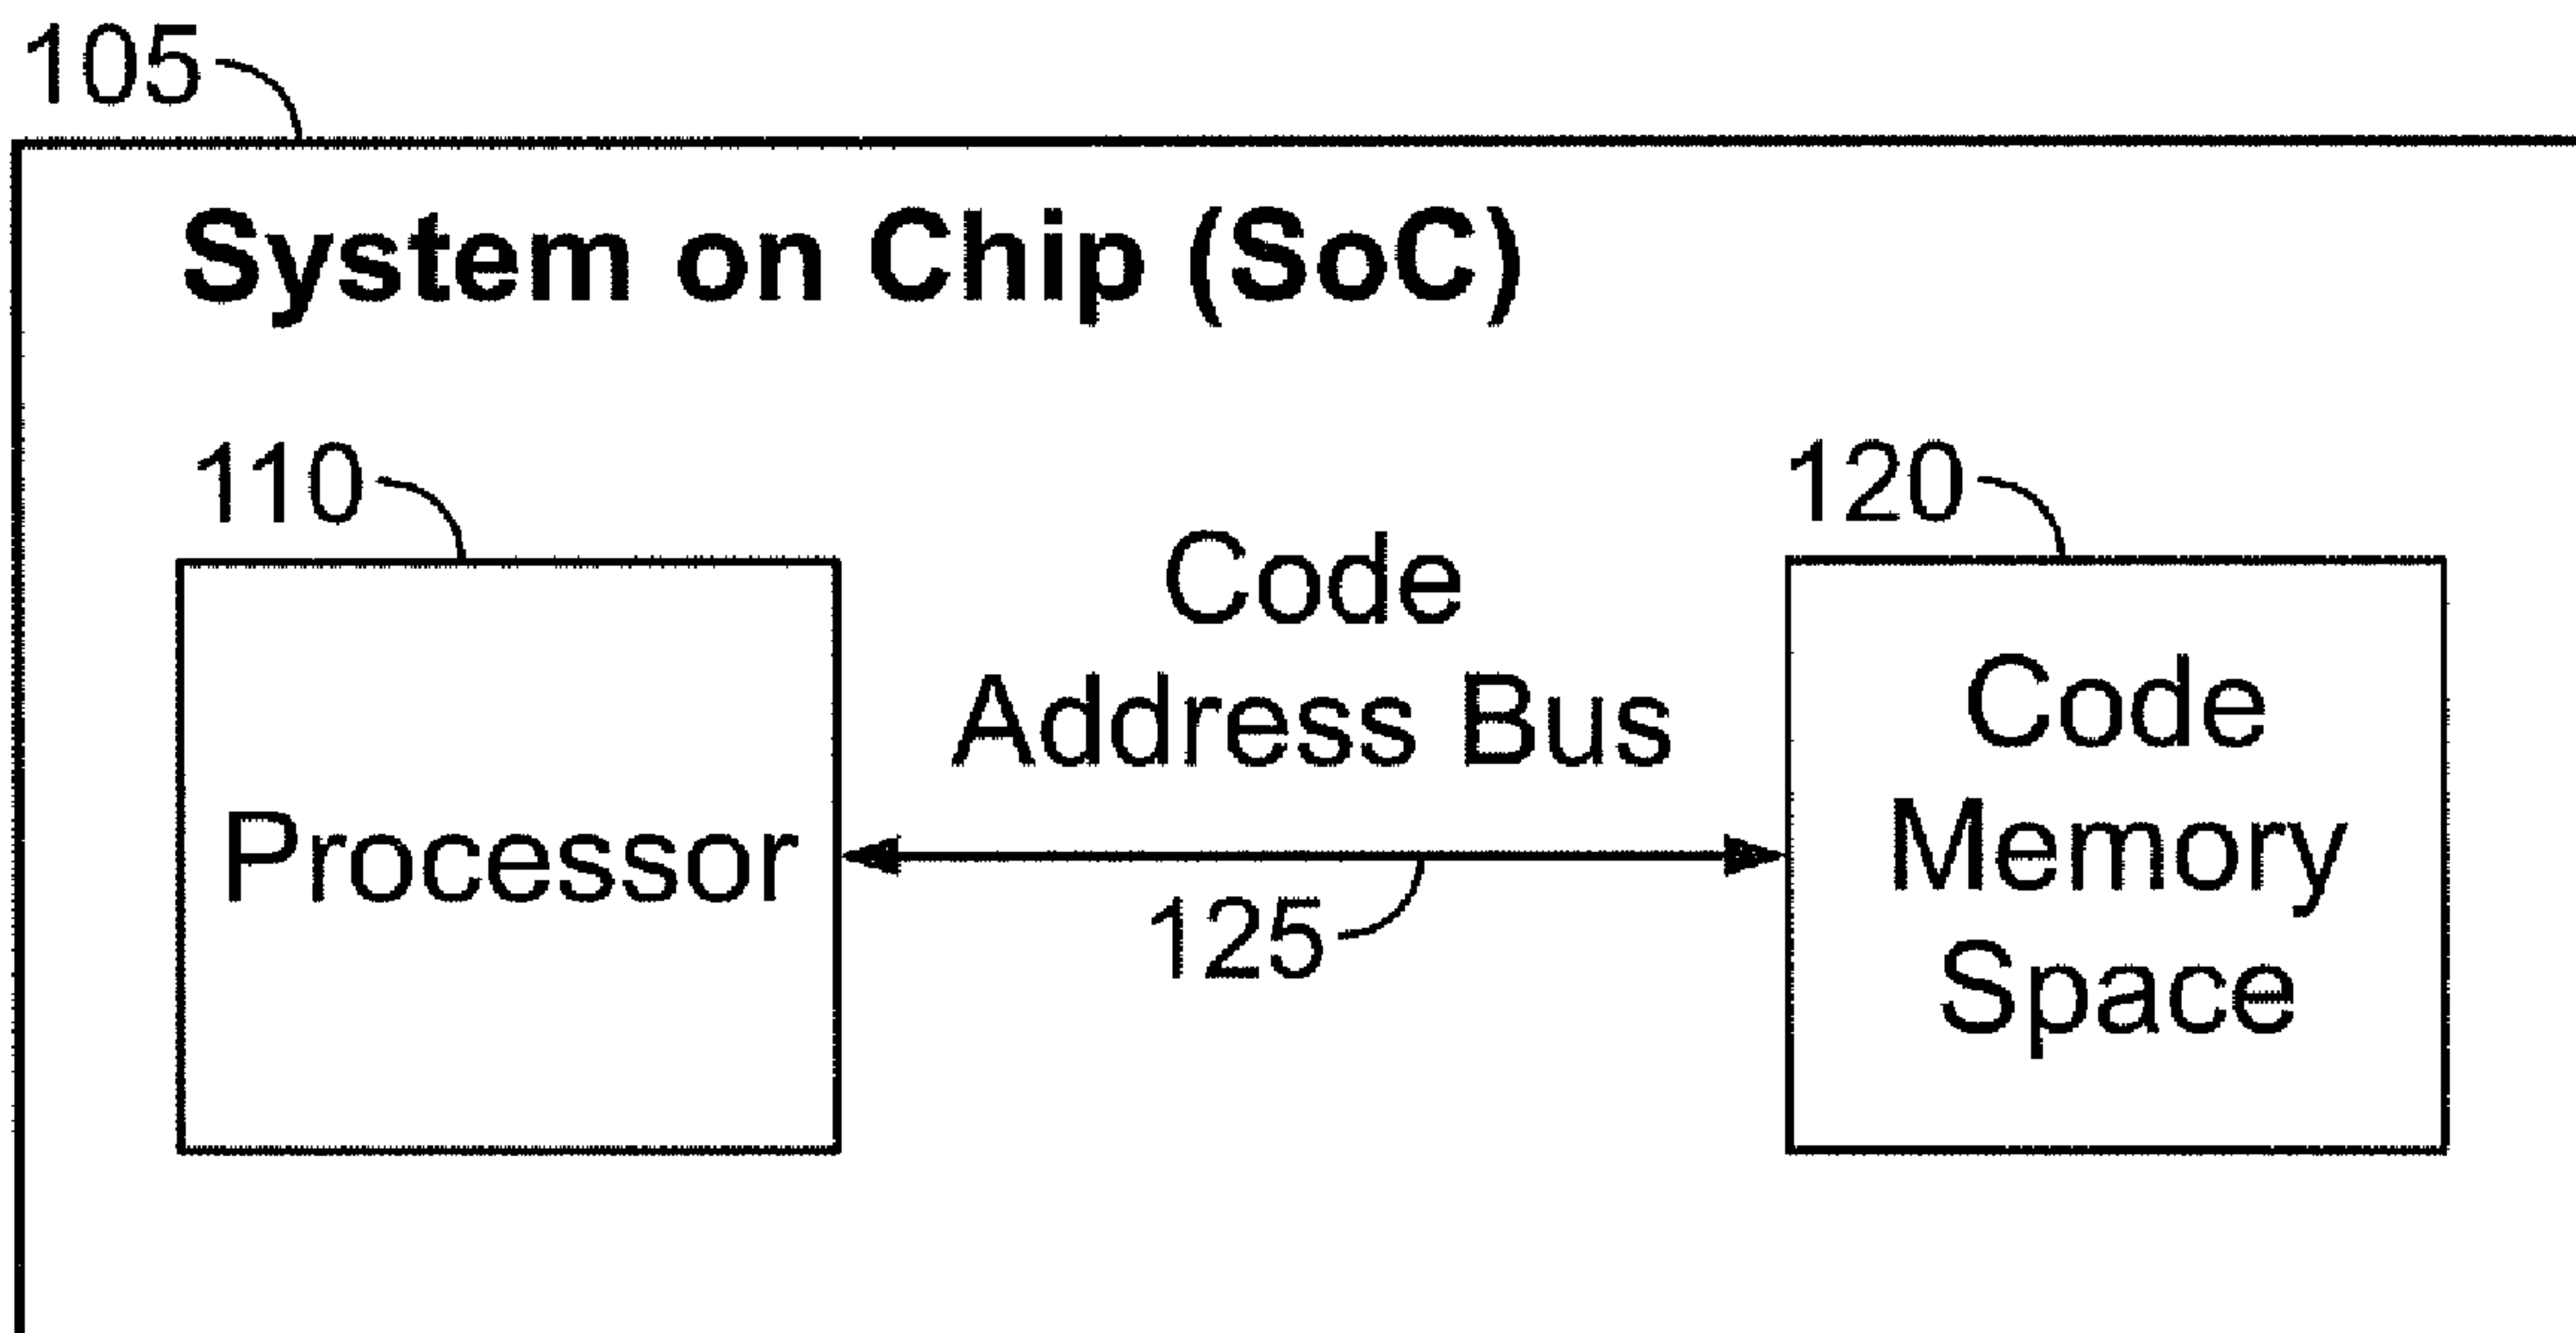 105
System on Chip (SoC)
110
120
Code
Address Bus
Processor
125
Code
Memory
Space